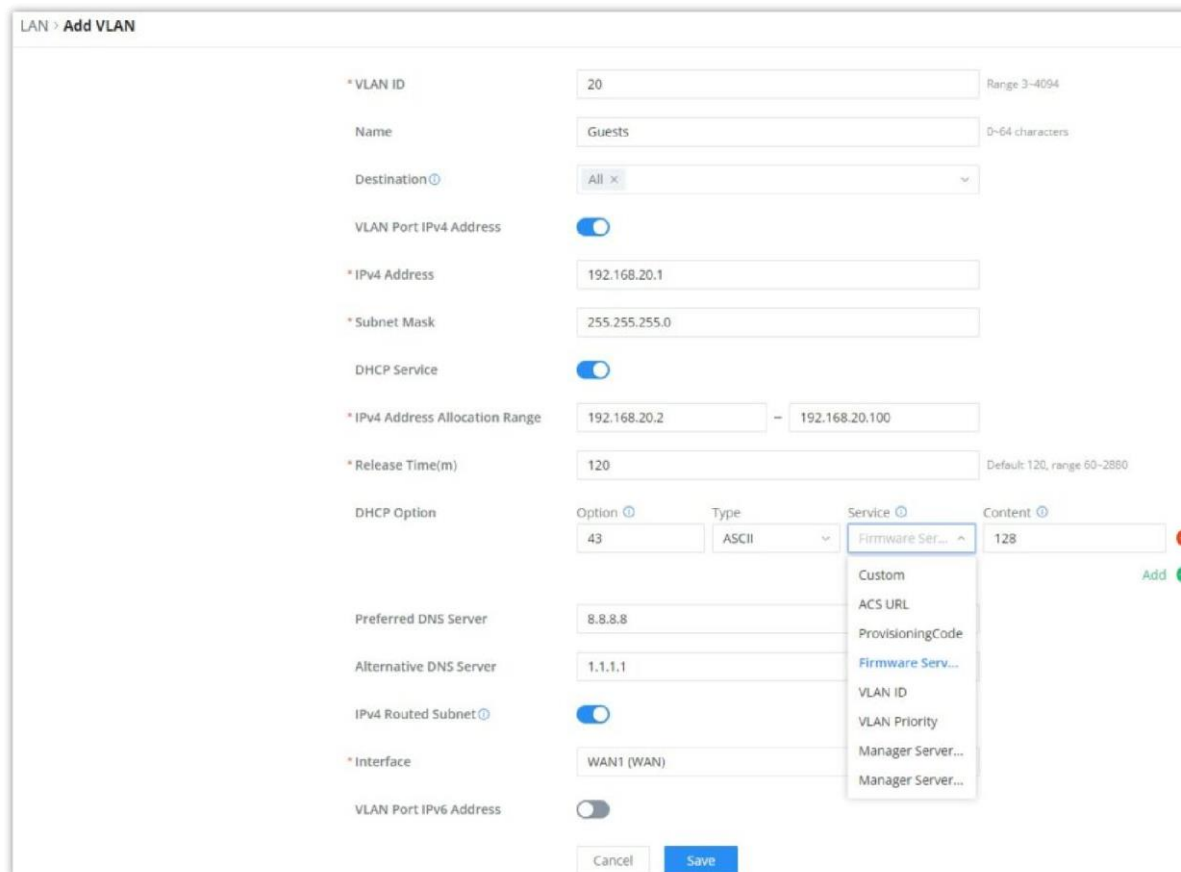 LAN > Add VLAN
* VLAN ID 20 Range 3~4094
Name Guests 0~64 characters
Destination All ×
VLAN Port IPv4 Address
* IPv4 Address 192.168.20.1
* Subnet Mask 255.255.255.0
DHCP Service
* IPv4 Address Allocation Range 192.168.20.2 – 192.168.20.100
* Release Time(m) 120 Default 120, range 60~2880
DHCP Option Option Type Service Content
43 ASCII Firmware Ser... 128
Custom
Add
ACS URL
Preferred DNS Server 8.8.8.8
ProvisioningCode
Alternative DNS Server 1.1.1.1
Firmware Serv...
VLAN ID
IPv4 Routed Subnet
VLAN Priority
* Interface WAN1 (WAN)
Manager Server...
Manager Server...
VLAN Port IPv6 Address
Cancel Save